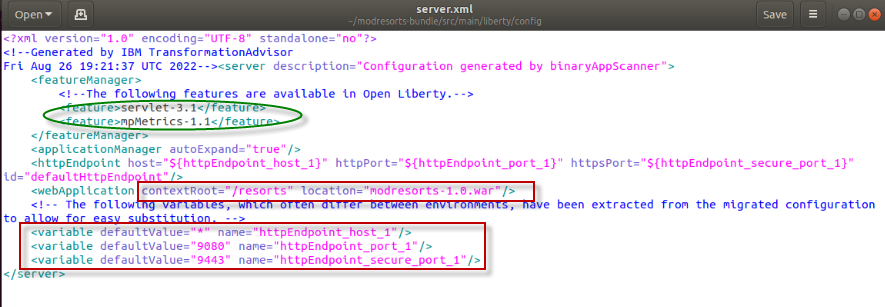 server.xml
Open
~/modresorts-bundle/src/main/liberty/config
Save
<?xml version="1.0" encoding="UTF-8" standalone="no"?>
<!--Generated by IBM TransformationAdvisor
Fri Aug 26 19:21:37 UTC 2022--><server description="Configuration generated by binaryAppScanner">
    <featureManager>
        <!--The following features are available in Open Liberty.-->
        <feature>servlet-3.1</feature>
        <feature>mpMetrics-1.1</feature>
    </featureManager>
    <applicationManager autoExpand="true"/>
    <httpEndpoint host="${httpEndpoint_host_1}" httpPort="${httpEndpoint_port_1}" httpsPort="${httpEndpoint_secure_port_1}"
id="defaultHttpEndpoint"/>
    <webApplication contextRoot="/resorts" location="modresorts-1.0.war"/>
    <!-- The following variables, which often differ between environments, have been extracted from the migrated configuration
to allow for easy substitution. -->
    <variable defaultValue="*" name="httpEndpoint_host_1"/>
    <variable defaultValue="9080" name="httpEndpoint_port_1"/>
    <variable defaultValue="9443" name="httpEndpoint_secure_port_1"/>
</server>